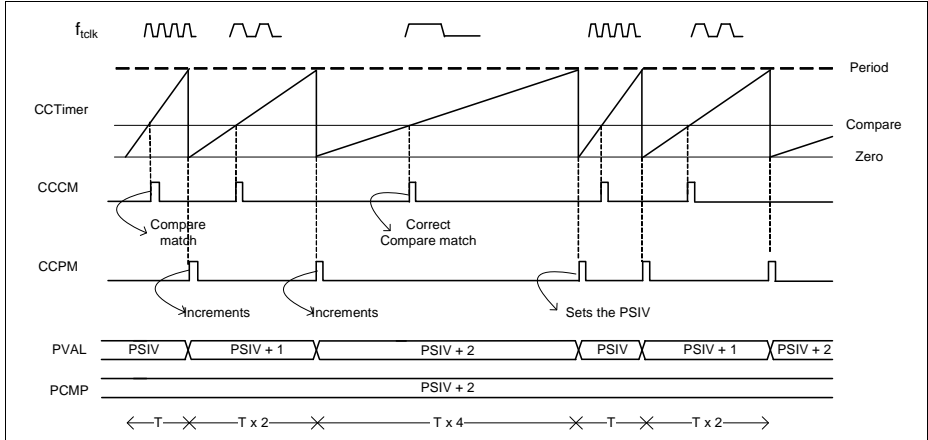 f_tclk
Period
CCTimer
Compare
Zero
CCCM
Compare
match
Correct
Compare match
CCPM
Increments
Increments
Sets the PSIV
PVAL PSIV PSIV + 1 PSIV + 2 PSIV PSIV + 1 PSIV + 2
PCMP PSIV + 2
T T x 2 T x 4 T T x 2